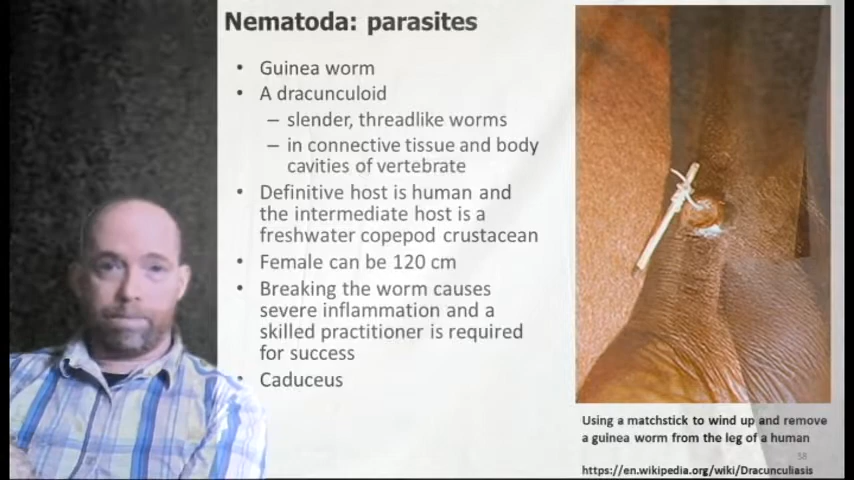 Nematoda: parasites
• Guinea worm
• A dracunculoid
– slender, threadlike worms
– in connective tissue and body
cavities of vertebrate
• Definitive host is human and
the intermediate host is a
freshwater copepod crustacean
• Female can be 120 cm
• Breaking the worm causes
severe inflammation and a
skilled practitioner is required
for success
• Caduceus
Using a matchstick to wind up and remove
a guinea worm from the leg of a human
58
https://en.wikipedia.org/wiki/Dracunculiasis